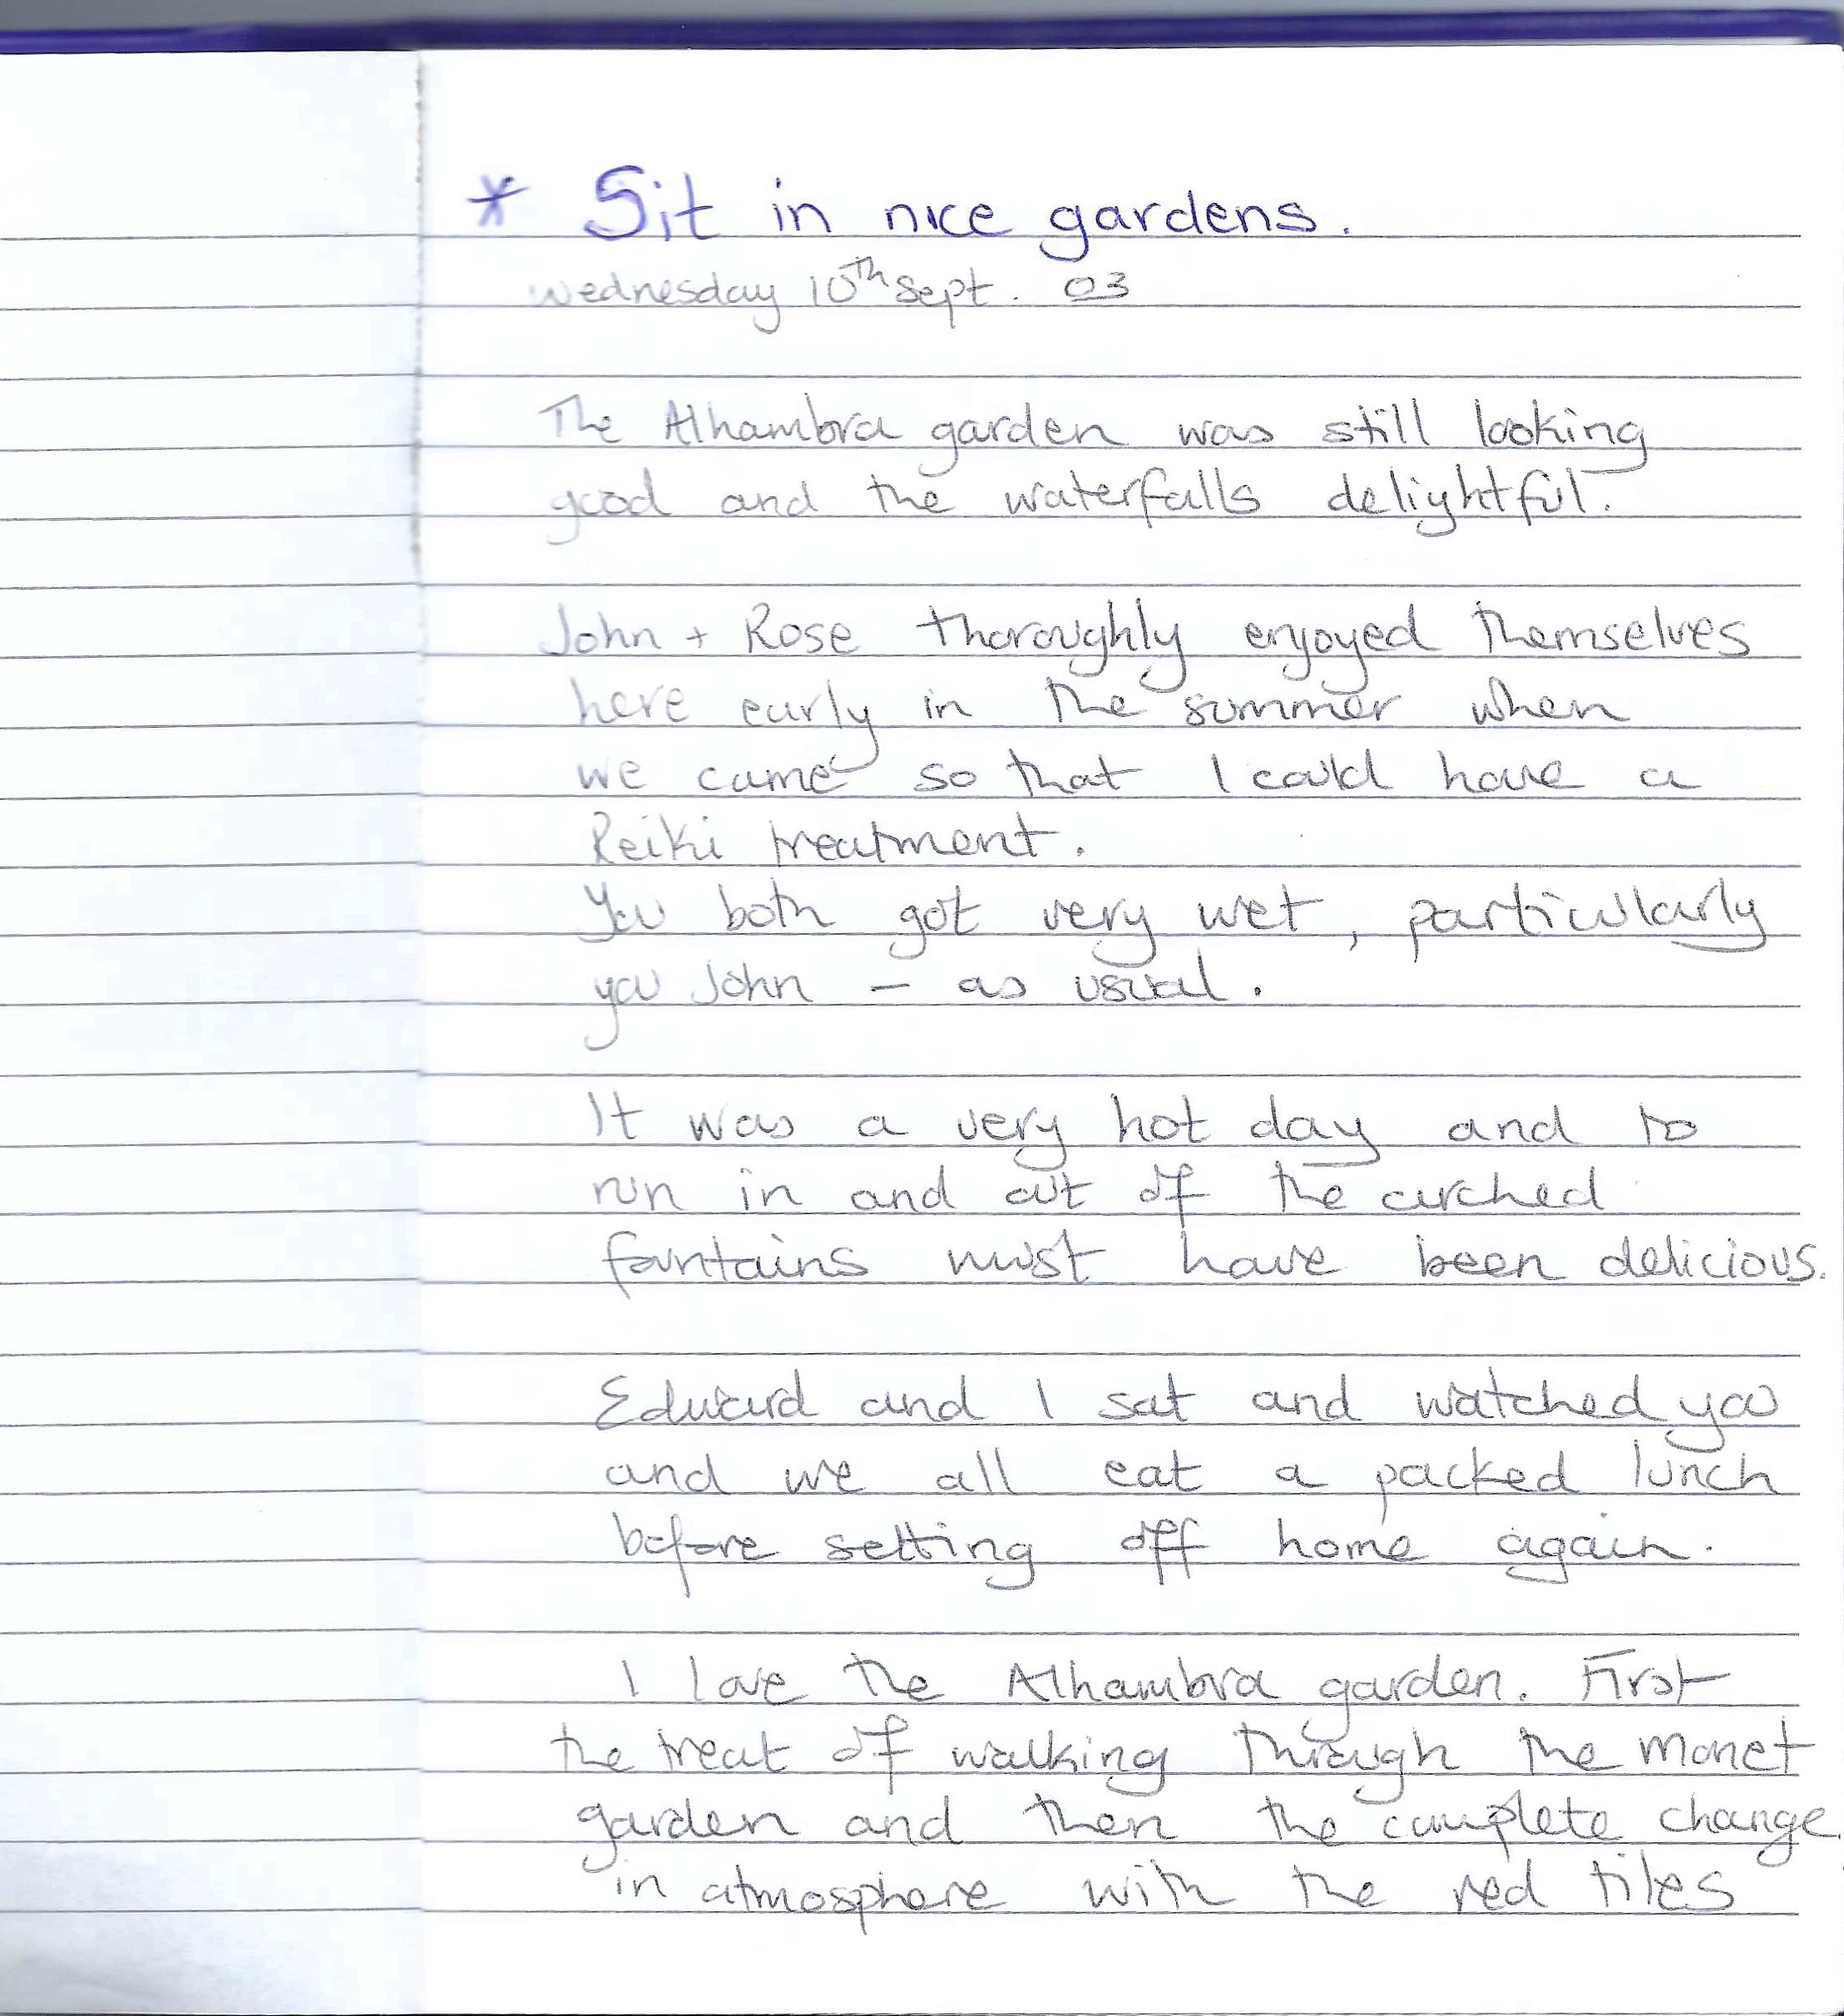 * Sit in nice gardens.
Wednesday 10th Sept. 03
The Alhambra garden was still looking
good and the waterfalls delightful.
John + Rose thoroughly enjoyed themselves
here early in the summer when
we came so that I could have a
Reiki treatment.
You both got very wet, particularly
you John – as usual.
It was a very hot day and to
run in and out of the arched
fountains must have been delicious.
Edward and I sat and watched you
and we all eat a packed lunch
before setting off home again.
I love the Alhambra garden. First
the treat of walking through the Monet
garden and then the complete change
in atmosphere with the red tiles